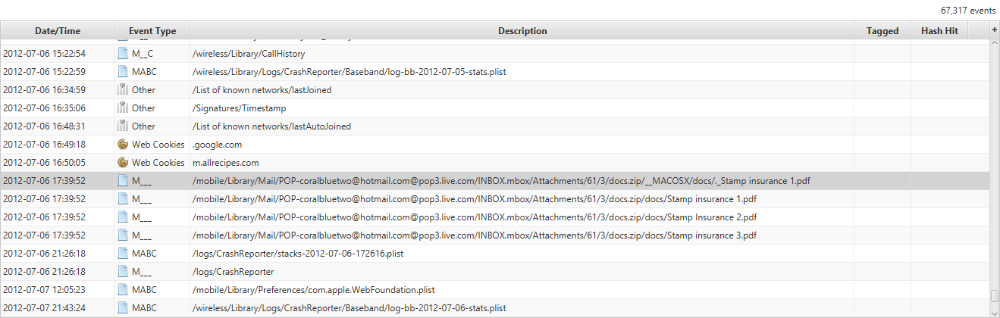 67,317 events
Date/Time Event Type Description Tagged Hash Hit +
2012-07-06 15:22:54 M__C /wireless/Library/CallHistory
2012-07-06 15:22:59 MABC /wireless/Library/Logs/CrashReporter/Baseband/log-bb-2012-07-05-stats.plist
2012-07-06 16:34:59 Other /List of known networks/lastJoined
2012-07-06 16:35:06 Other /Signatures/Timestamp
2012-07-06 16:48:31 Other /List of known networks/lastAutoJoined
2012-07-06 16:49:18 Web Cookies .google.com
2012-07-06 16:50:05 Web Cookies m.allrecipes.com
2012-07-06 17:39:52 M___ /mobile/Library/Mail/POP-coralbluetwo@hotmail.com@pop3.live.com/INBOX.mbox/Attachments/61/3/docs.zip/__MACOSX/docs/._Stamp insurance 1.pdf
2012-07-06 17:39:52 M___ /mobile/Library/Mail/POP-coralbluetwo@hotmail.com@pop3.live.com/INBOX.mbox/Attachments/61/3/docs.zip/docs/Stamp insurance 1.pdf
2012-07-06 17:39:52 M___ /mobile/Library/Mail/POP-coralbluetwo@hotmail.com@pop3.live.com/INBOX.mbox/Attachments/61/3/docs.zip/docs/Stamp Insurance 2.pdf
2012-07-06 17:39:52 M___ /mobile/Library/Mail/POP-coralbluetwo@hotmail.com@pop3.live.com/INBOX.mbox/Attachments/61/3/docs.zip/docs/Stamp insurance 3.pdf
2012-07-06 21:26:18 MABC /logs/CrashReporter/stacks-2012-07-06-172616.plist
2012-07-06 21:26:18 M___ /logs/CrashReporter
2012-07-07 12:05:23 MABC /mobile/Library/Preferences/com.apple.WebFoundation.plist
2012-07-07 21:43:24 MABC /wireless/Library/Logs/CrashReporter/Baseband/log-bb-2012-07-06-stats.plist